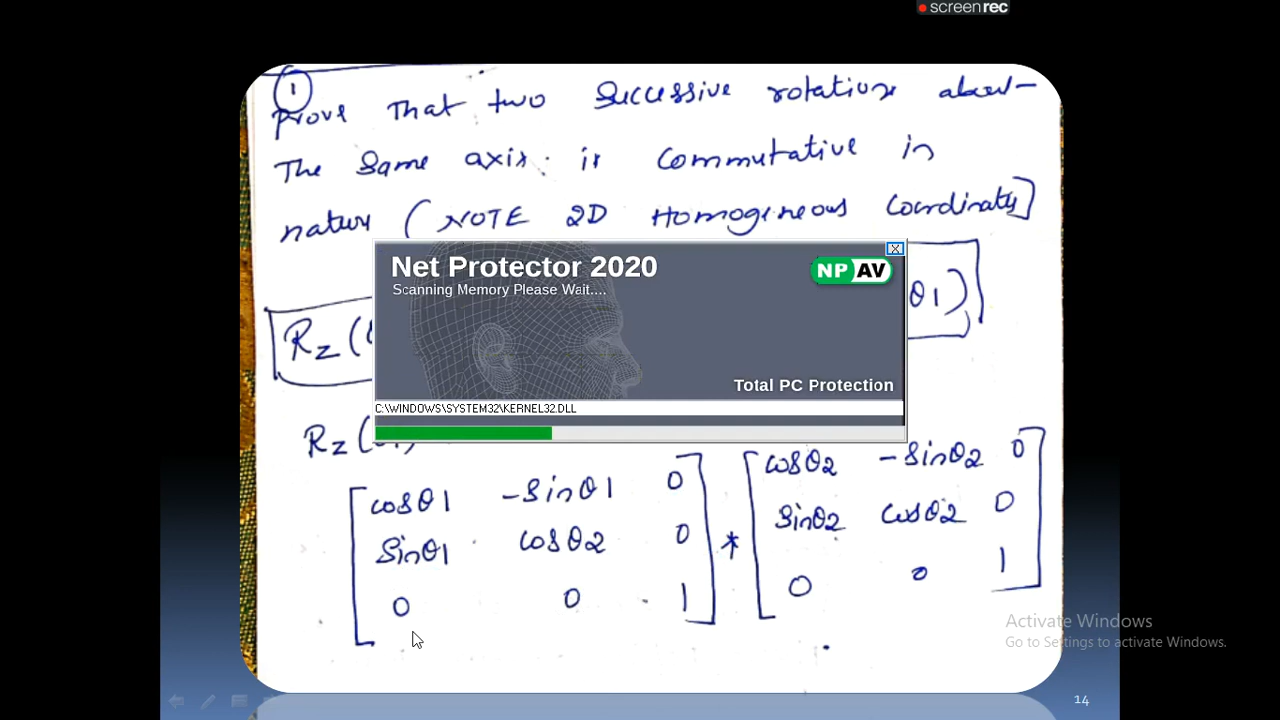 screenrec
1
Prove That two Successive rotations about
The Same axis is Commutative in
nature (NOTE 2D Homogeneous Coordinates)
Net Protector 2020
NPAV
Scanning Memory Please Wait....
θ1)
Rz(
Total PC Protection
C:\WINDOWS\SYSTEM32\KERNEL32.DLL
Rz(
cosθ1 -sinθ1 0 cosθ2 -sinθ2 0
sinθ1 cosθ2 0 * sinθ2 cosθ2 0
0 0 1 0 0 1
Activate Windows
Go to Settings to activate Windows.
14